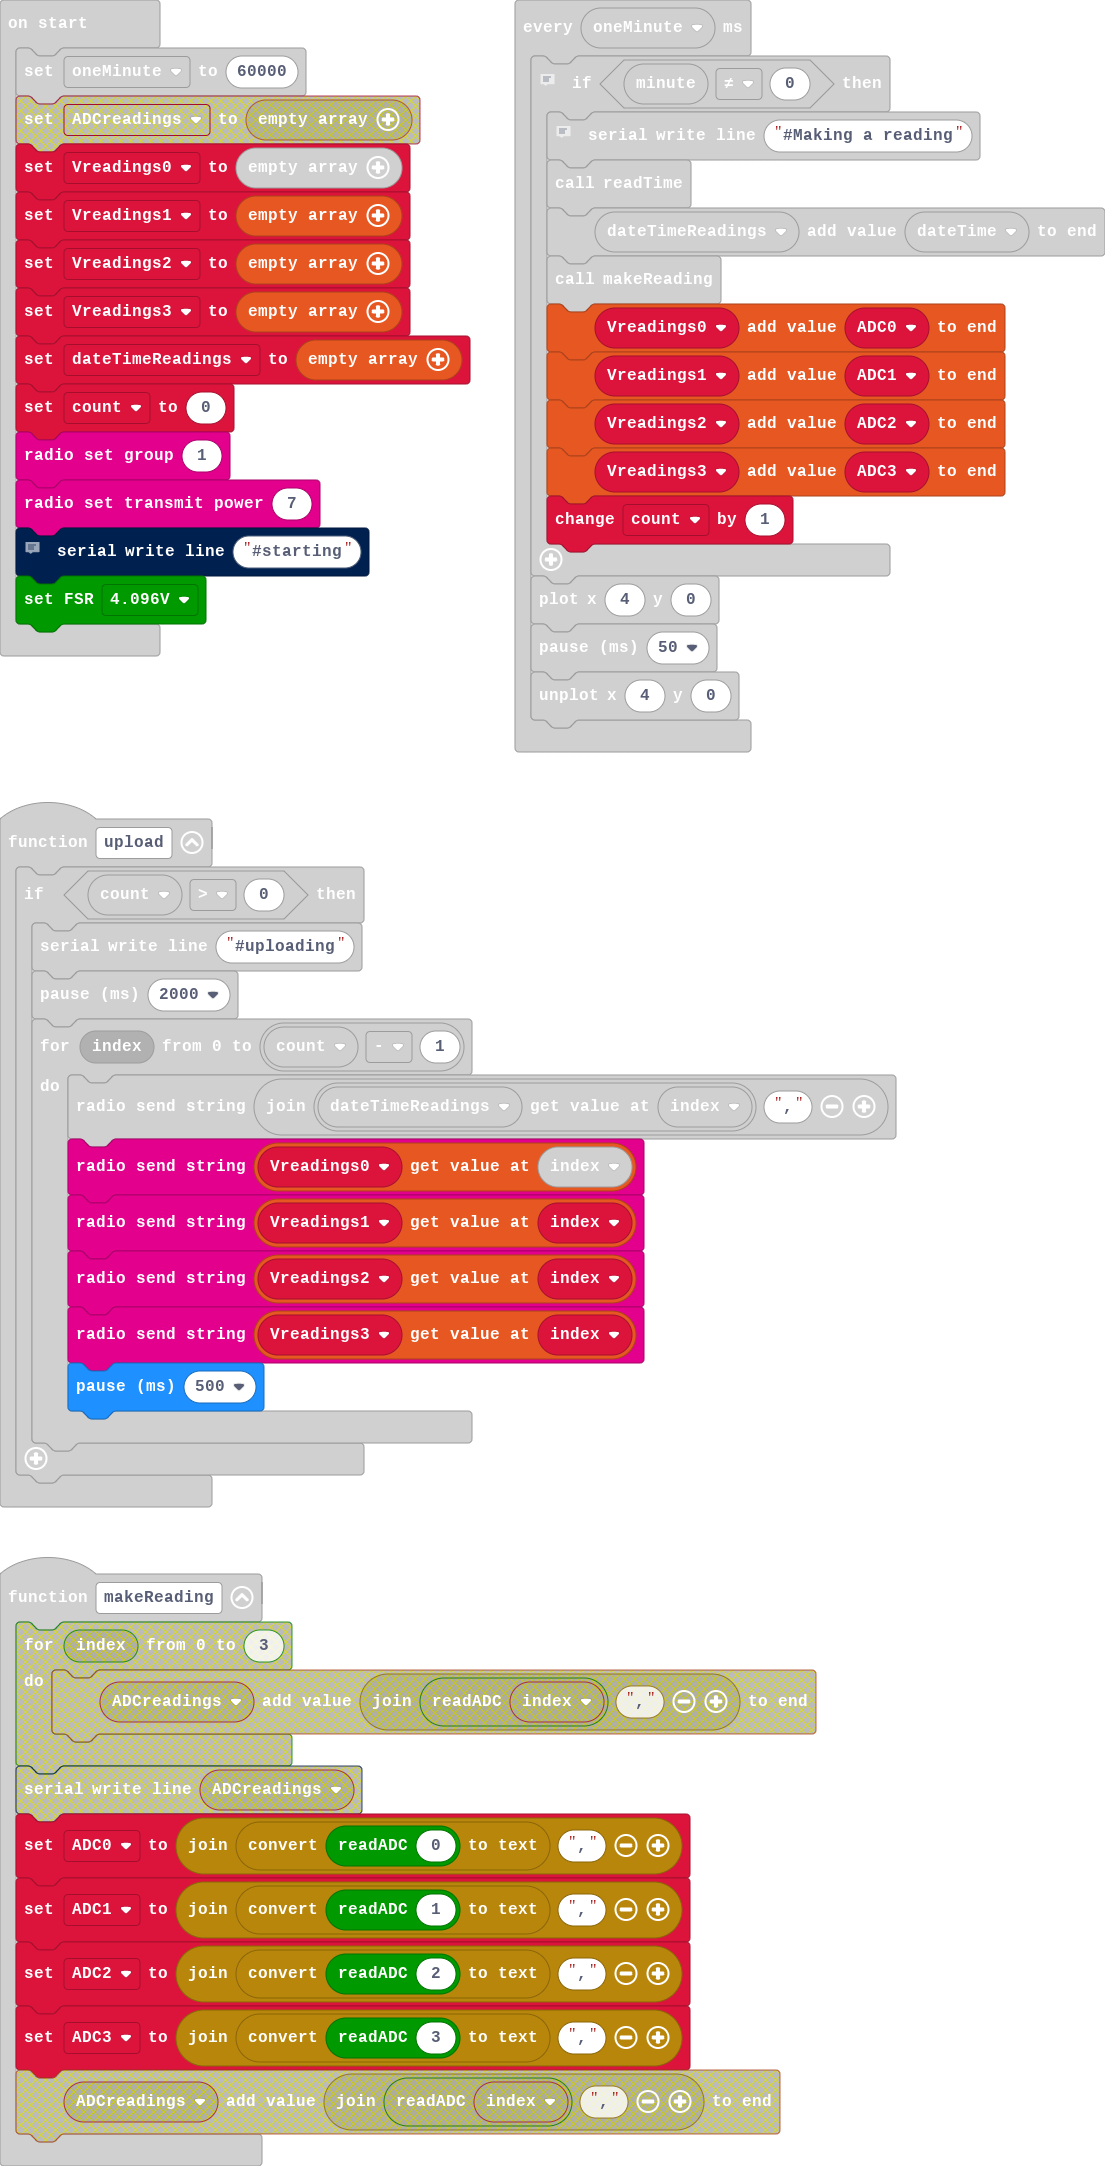 on start
set oneMinute to 60000
set ADCreadings to empty array
set Vreadings0 to empty array
set Vreadings1 to empty array
set Vreadings2 to empty array
set Vreadings3 to empty array
set dateTimeReadings to empty array
set count to 0
radio set group 1
radio set transmit power 7
serial write line "#starting"
set FSR 4.096V
every oneMinute ms
if minute ≠ 0 then
serial write line "#Making a reading"
call readTime
dateTimeReadings add value dateTime to end
call makeReading
Vreadings0 add value ADC0 to end
Vreadings1 add value ADC1 to end
Vreadings2 add value ADC2 to end
Vreadings3 add value ADC3 to end
change count by 1
plot x 4 y 0
pause (ms) 50
unplot x 4 y 0
function upload
if count > 0 then
serial write line "#uploading"
pause (ms) 2000
for index from 0 to count - 1
do
radio send string join dateTimeReadings get value at index ","
radio send string Vreadings0 get value at index
radio send string Vreadings1 get value at index
radio send string Vreadings2 get value at index
radio send string Vreadings3 get value at index
pause (ms) 500
function makeReading
for index from 0 to 3
do
ADCreadings add value join readADC index "," to end
serial write line ADCreadings
set ADC0 to join convert readADC 0 to text ","
set ADC1 to join convert readADC 1 to text ","
set ADC2 to join convert readADC 2 to text ","
set ADC3 to join convert readADC 3 to text ","
ADCreadings add value join readADC index "," to end